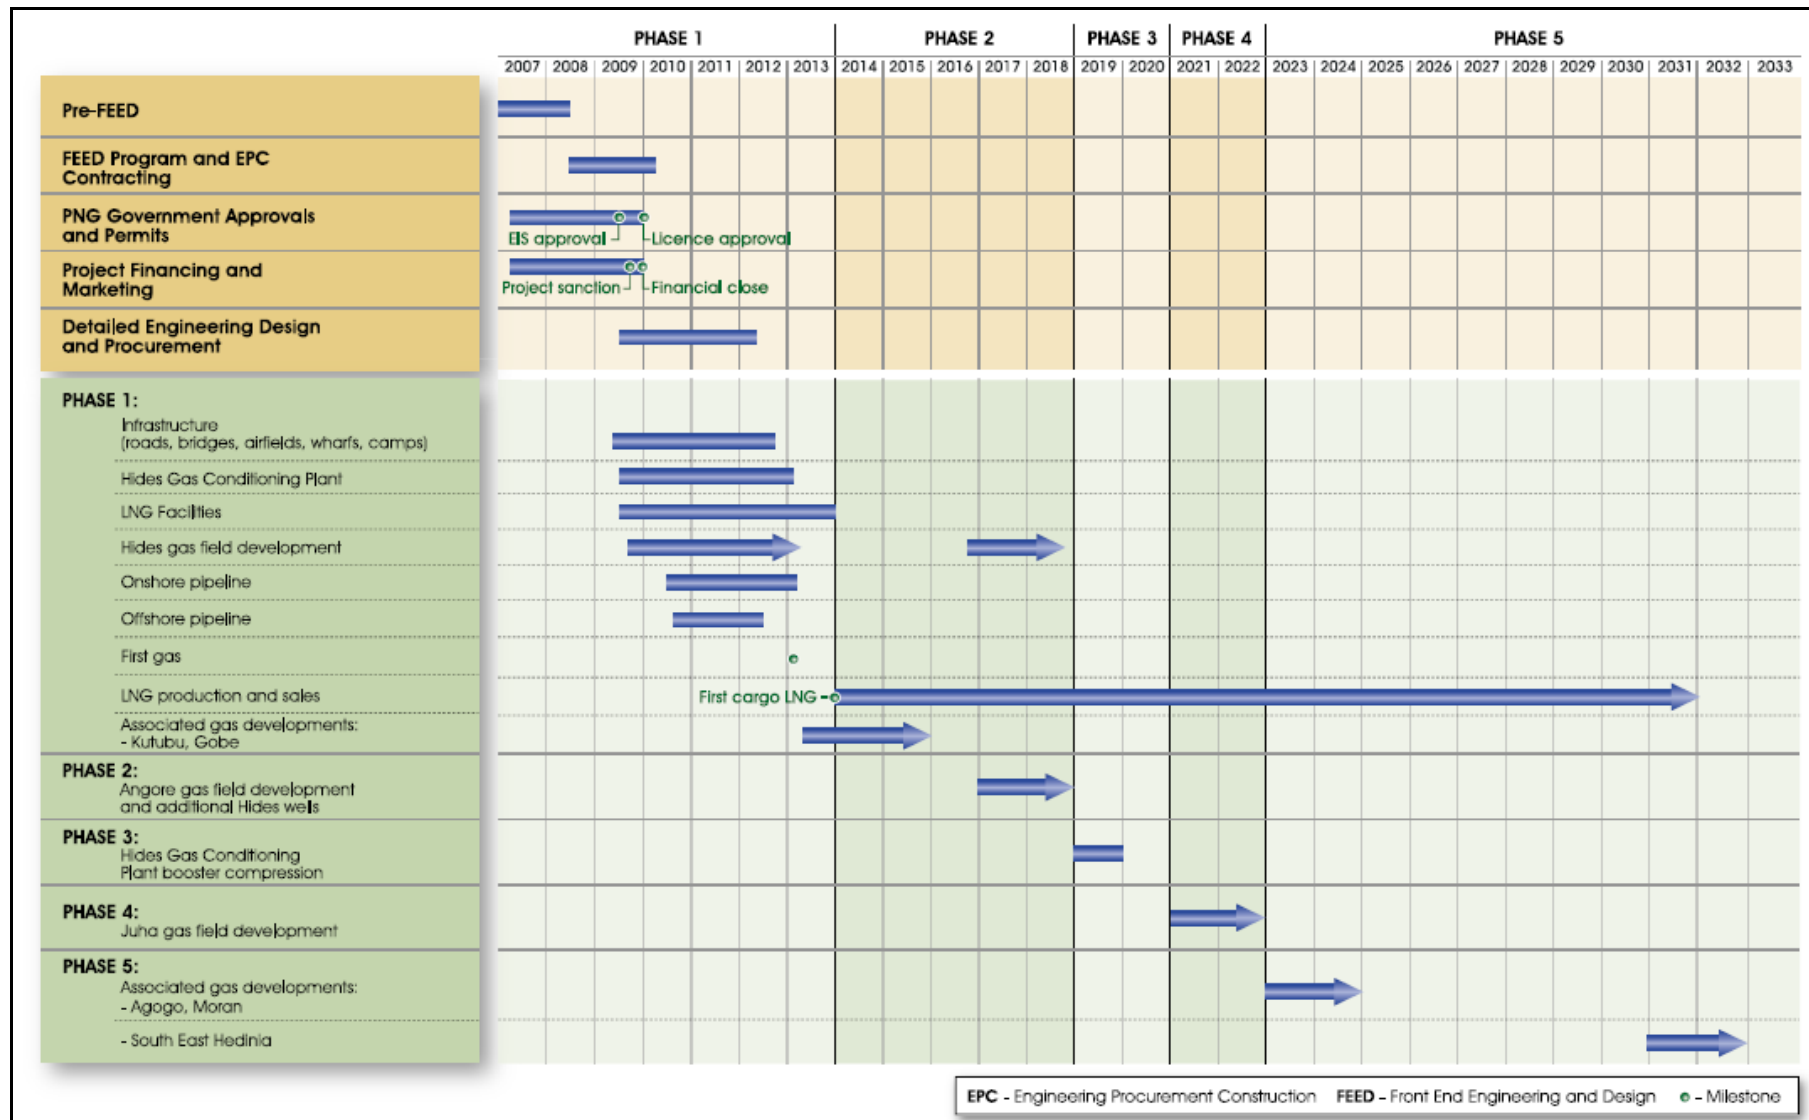 PHASE 1 PHASE 2 PHASE 3 PHASE 4 PHASE 5
2007 2008 2009 2010 2011 2012 2013 2014 2015 2016 2017 2018 2019 2020 2021 2022 2023 2024 2025 2026 2027 2028 2029 2030 2031 2032 2033
Pre-FEED
FEED Program and EPC
Contracting
PNG Government Approvals
and Permits
EIS approval
Licence approval
Project Financing and
Marketing
Project sanction
Financial close
Detailed Engineering Design
and Procurement
PHASE 1:
Infrastructure
(roads, bridges, airfields, wharfs, camps)
Hides Gas Conditioning Plant
LNG Facilities
Hides gas field development
Onshore pipeline
Offshore pipeline
First gas
LNG production and sales
First cargo LNG
Associated gas developments:
- Kutubu, Gobe
PHASE 2:
Angore gas field development
and additional Hides wells
PHASE 3:
Hides Gas Conditioning
Plant booster compression
PHASE 4:
Juha gas field development
PHASE 5:
Associated gas developments:
- Agogo, Moran
- South East Hedinia
EPC - Engineering Procurement Construction FEED - Front End Engineering and Design - Milestone